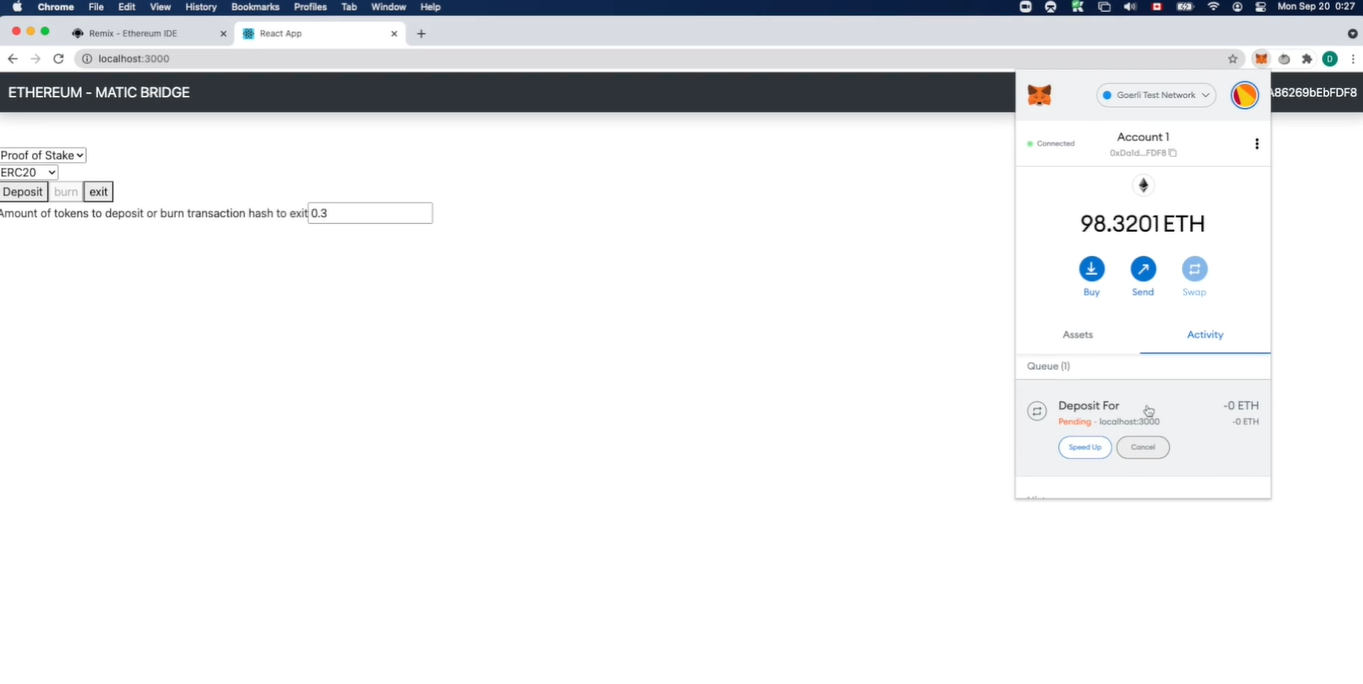 Chrome File Edit View History Bookmarks Profiles Tab Window Help Mon Sep 20 0:27
Remix - Ethereum IDE
React App
localhost:3000
D
ETHEREUM - MATIC BRIDGE
A86269bEbFDF8
Proof of Stake
ERC20
Deposit burn exit
Amount of tokens to deposit or burn transaction hash to exit 0.3
Goerli Test Network
Connected
Account 1
0xDa1d...FDF8
98.3201 ETH
Buy Send Swap
Assets Activity
Queue (1)
Deposit For -0 ETH
Pending - localhost:3000 -0 ETH
Speed Up Cancel